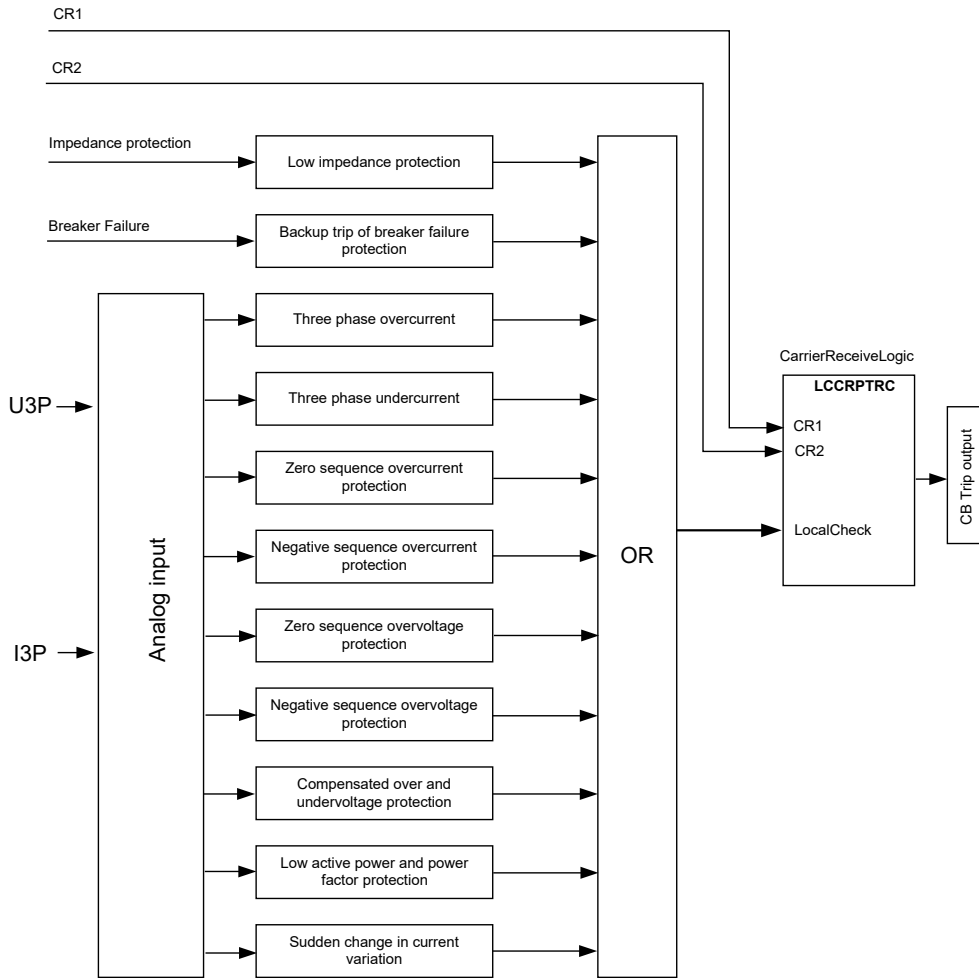 CR1
CR2
Impedance protection
Low impedance protection
Breaker Failure
Backup trip of breaker failure
protection
Three phase overcurrent
CarrierReceiveLogic
LCCRPTRC
U3P
Three phase undercurrent
CR1
CR2
Zero sequence overcurrent
protection
CB Trip output
LocalCheck
Negative sequence overcurrent
protection
OR
Analog input
Zero sequence overvoltage
protection
I3P
Negative sequence overvoltage
protection
Compensated over and
undervoltage protection
Low active power and power
factor protection
Sudden change in current
variation